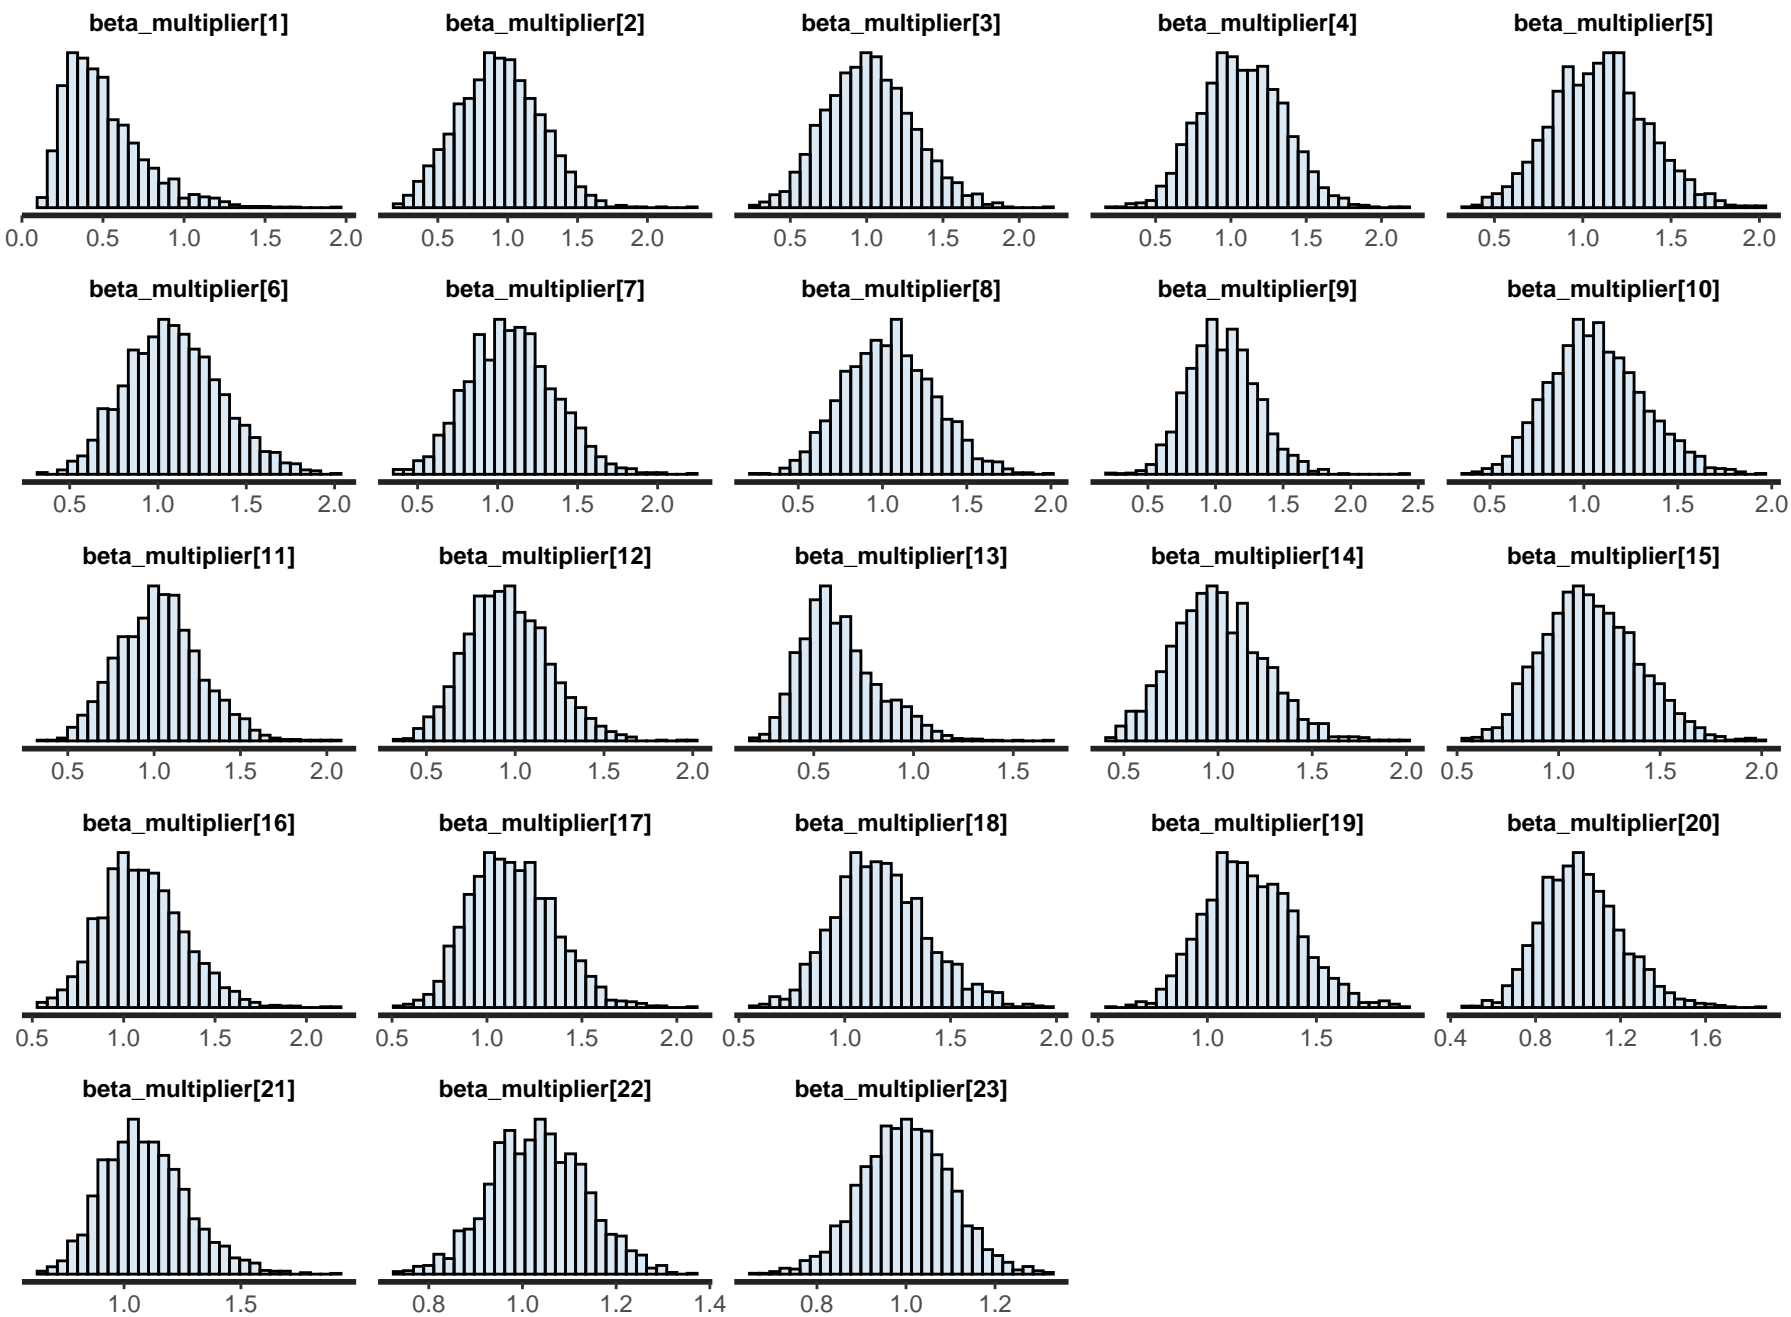 beta_multiplier[1] beta_multiplier[2] beta_multiplier[3] beta_multiplier[4] beta_multiplier[5]
0.0 0.5 1.0 1.5 2.0 0.5 1.0 1.5 2.0 0.5 1.0 1.5 2.0 0.5 1.0 1.5 2.0 0.5 1.0 1.5 2.0
beta_multiplier[6] beta_multiplier[7] beta_multiplier[8] beta_multiplier[9] beta_multiplier[10]
0.5 1.0 1.5 2.0 0.5 1.0 1.5 2.0 0.5 1.0 1.5 2.0 0.5 1.0 1.5 2.0 2.5 0.5 1.0 1.5 2.0
beta_multiplier[11] beta_multiplier[12] beta_multiplier[13] beta_multiplier[14] beta_multiplier[15]
0.5 1.0 1.5 2.0 0.5 1.0 1.5 2.0 0.5 1.0 1.5 0.5 1.0 1.5 2.0 0.5 1.0 1.5 2.0
beta_multiplier[16] beta_multiplier[17] beta_multiplier[18] beta_multiplier[19] beta_multiplier[20]
0.5 1.0 1.5 2.0 0.5 1.0 1.5 2.0 0.5 1.0 1.5 2.0 0.5 1.0 1.5 0.4 0.8 1.2 1.6
beta_multiplier[21] beta_multiplier[22] beta_multiplier[23]
1.0 1.5 0.8 1.0 1.2 1.4 0.8 1.0 1.2